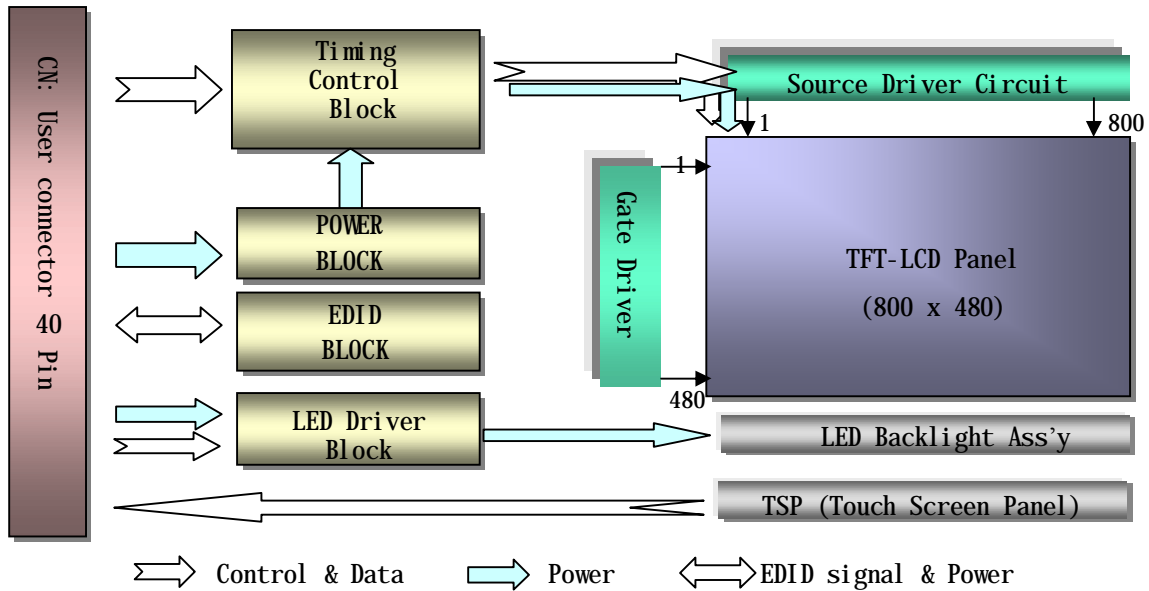 CN: User connector 40 Pin
Timing
Control
Block
Source Driver Circuit
1
800
1
Gate Driver
480
POWER
BLOCK
TFT-LCD Panel
(800 x 480)
EDID
BLOCK
LED Driver
Block
LED Backlight Ass'y
TSP (Touch Screen Panel)
Control & Data
Power
EDID signal & Power